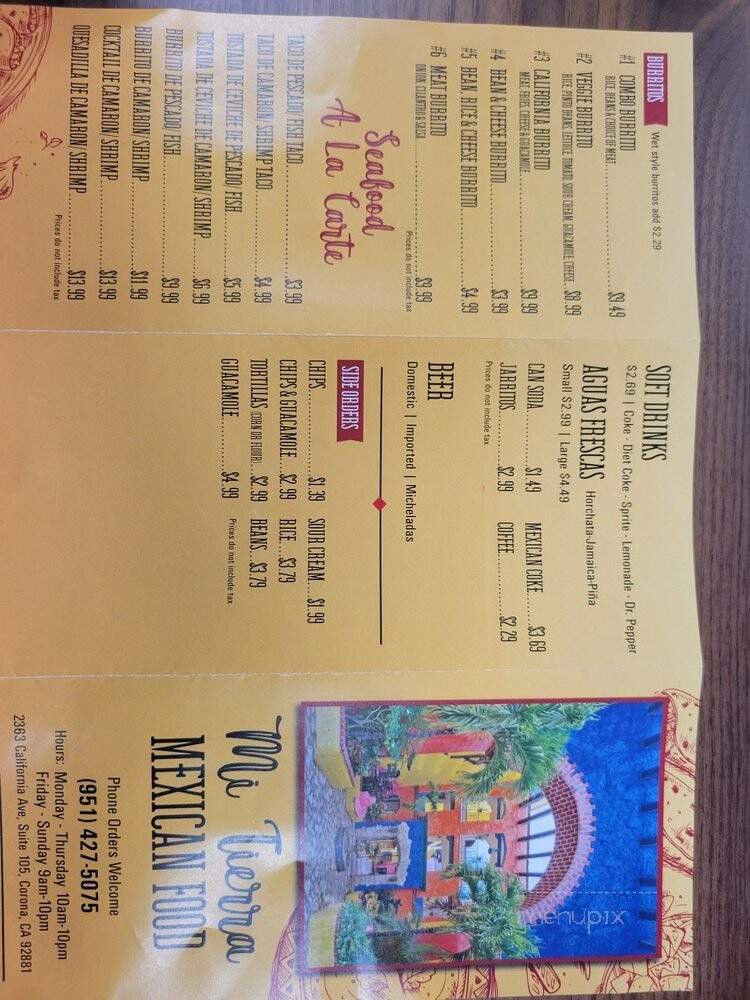 BURRITOS
Wet style burritos add $2.29
#1 COMBO BURRITO..........$9.49
RICE, BEANS & CHOICE OF MEAT
#2 VEGGIE BURRITO
RICE, PINTO BEANS, LETTUCE, TOMATO, SOUR CREAM, GUACAMOLE, CHEESE...$8.99
#3 CALIFORNIA BURRITO
MEAT, FRIES, CHEESE & GUACAMOLE..........$9.99
#4 BEAN & CHEESE BURRITO..........$3.99
#5 BEAN, RICE & CHEESE BURRITO..........$4.99
#6 MEAT BURRITO
ONION, CILANTRO & SALSA..........$9.99
Prices do not include tax
Seafood
A La Carte
TACO DE PESCADO/ FISH TACO..........$3.99
TACO DE CAMARON/ SHRIMP TACO..........$4.99
TOSTADO DE CEVICHE DE PESCADO/ FISH..........$5.99
TOSTADA DE CEVICHE DE CAMARON/ SHRIMP..........$6.99
BURRITO DE PESCADO/ FISH..........$9.99
BURRITO DE CAMARON/ SHRIMP..........$11.99
COCKTAIL DE CAMARON/ SHRIMP..........$13.99
QUESADILLA DE CAMARON/ SHRIMP..........$13.99
Prices do not include tax
SOFT DRINKS
$2.69 | Coke - Diet Coke - Sprite - Lemonade - Dr. Pepper
AGUAS FRESCAS Horchata-Jamaica-Piña
Small $2.99 | Large $4.49
CAN SODA..........$1.49 MEXICAN COKE.....$3.69
JARRITOS..........$2.99 COFFEE..........$2.29
Prices do not include tax
BEER
Domestic | Imported | Micheladas
SIDE ORDERS
CHIPS..........$1.39 SOUR CREAM....$1.99
CHIPS & GUACAMOLE...$2.99 RICE....$3.79
TORTILLAS (CORN OR FLOUR)...$2.99 BEANS...$3.79
GUACAMOLE..........$4.99 Prices do not include tax
menupix
Mi Tierra
MEXICAN FOOD
Phone Orders Welcome
(951) 427-5075
Hours: Monday - Thursday 10am-10pm
Friday - Sunday 9am-10pm
2363 California Ave, Suite 105, Corona, CA 92881